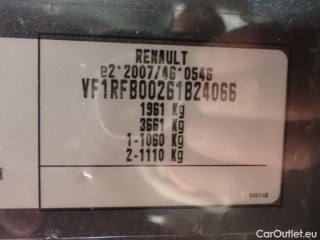 RENAULT
e2*2007/46*0546
VF1RFB00261824066
1961 Kg
3661 Kg
1-1060 Kg
2-1110 Kg
CarOutlet.eu